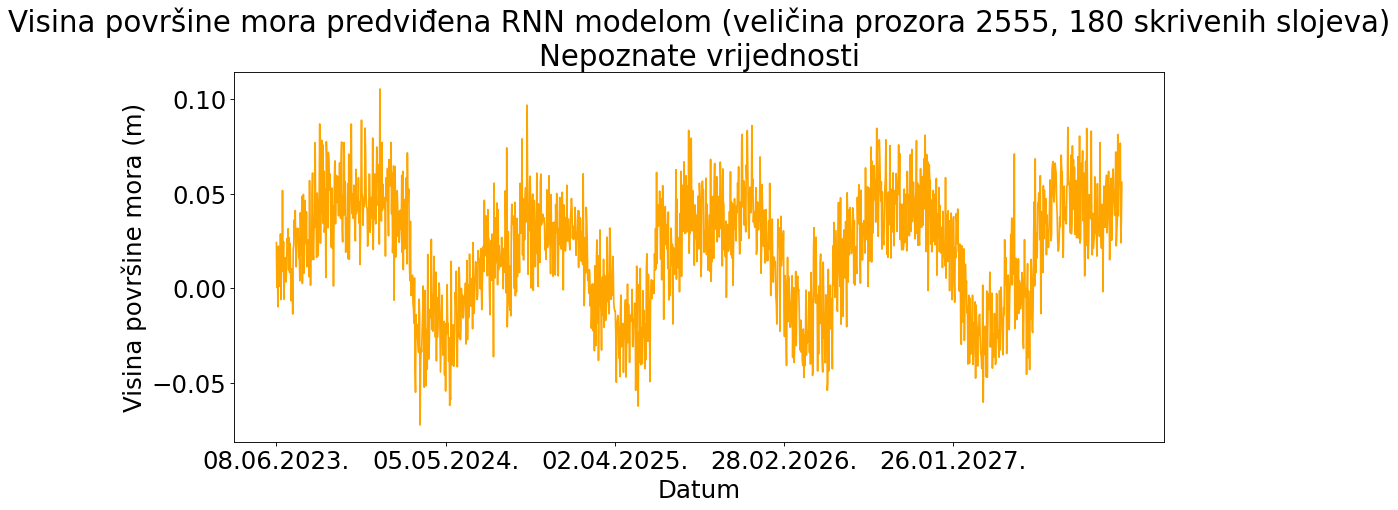 Visina površine mora predviđena RNN modelom (veličina prozora 2555, 180 skrivenih slojeva)
Nepoznate vrijednosti
Visina površine mora (m)
0.10
0.05
0.00
−0.05
08.06.2023. 05.05.2024. 02.04.2025. 28.02.2026. 26.01.2027.
Datum